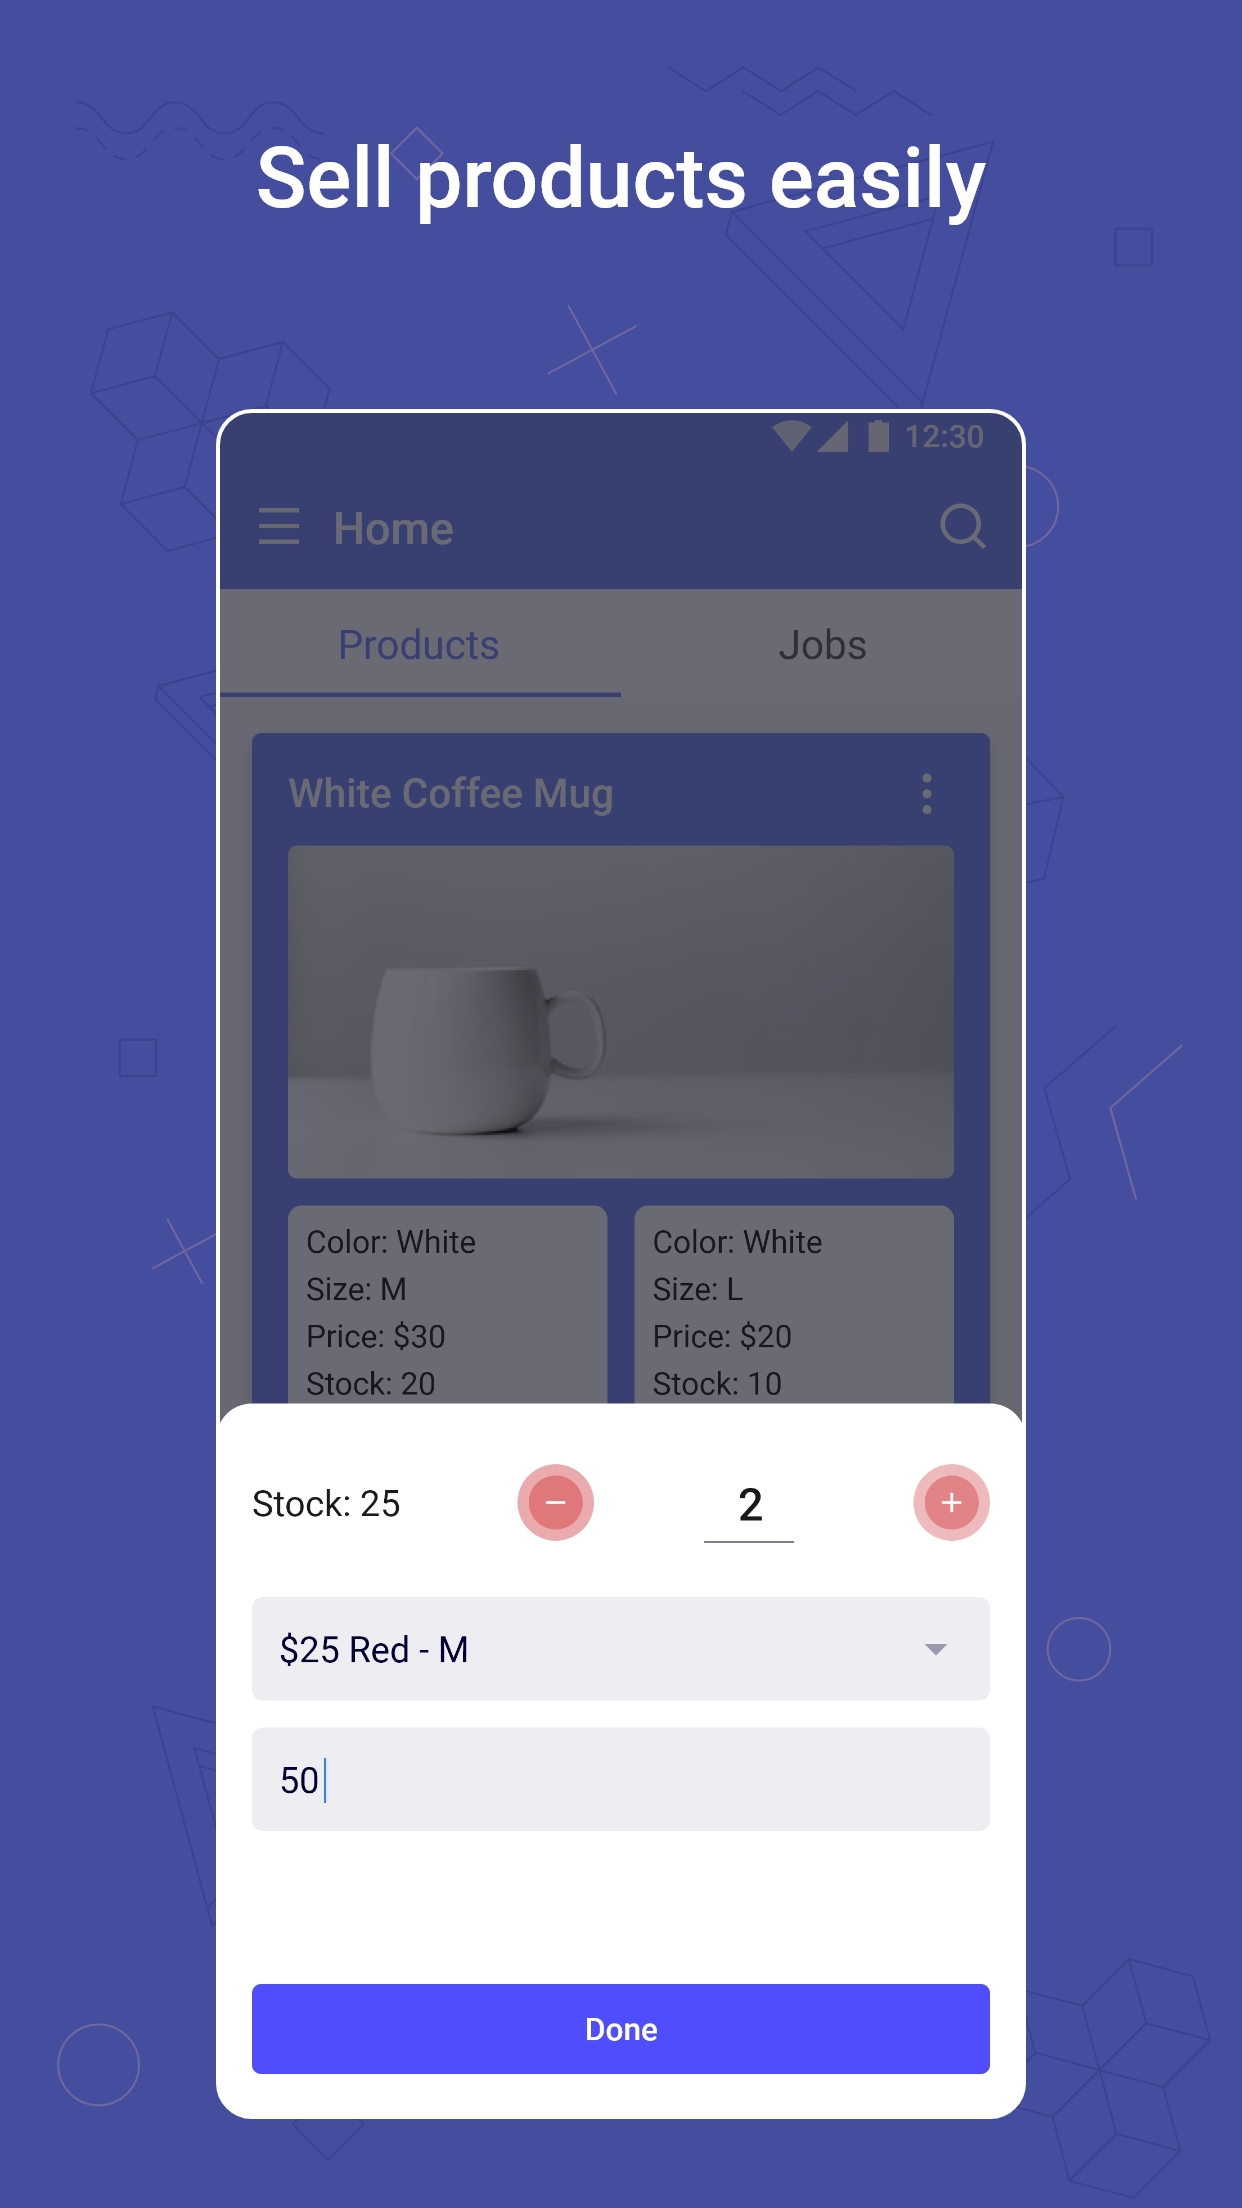 Sell products easily
12:30
Home
Products
Jobs
White Coffee Mug
Color: White
Size: M
Price: $30
Stock: 20
Color: White
Size: L
Price: $20
Stock: 10
Stock: 25
2
$25 Red - M
50
Done